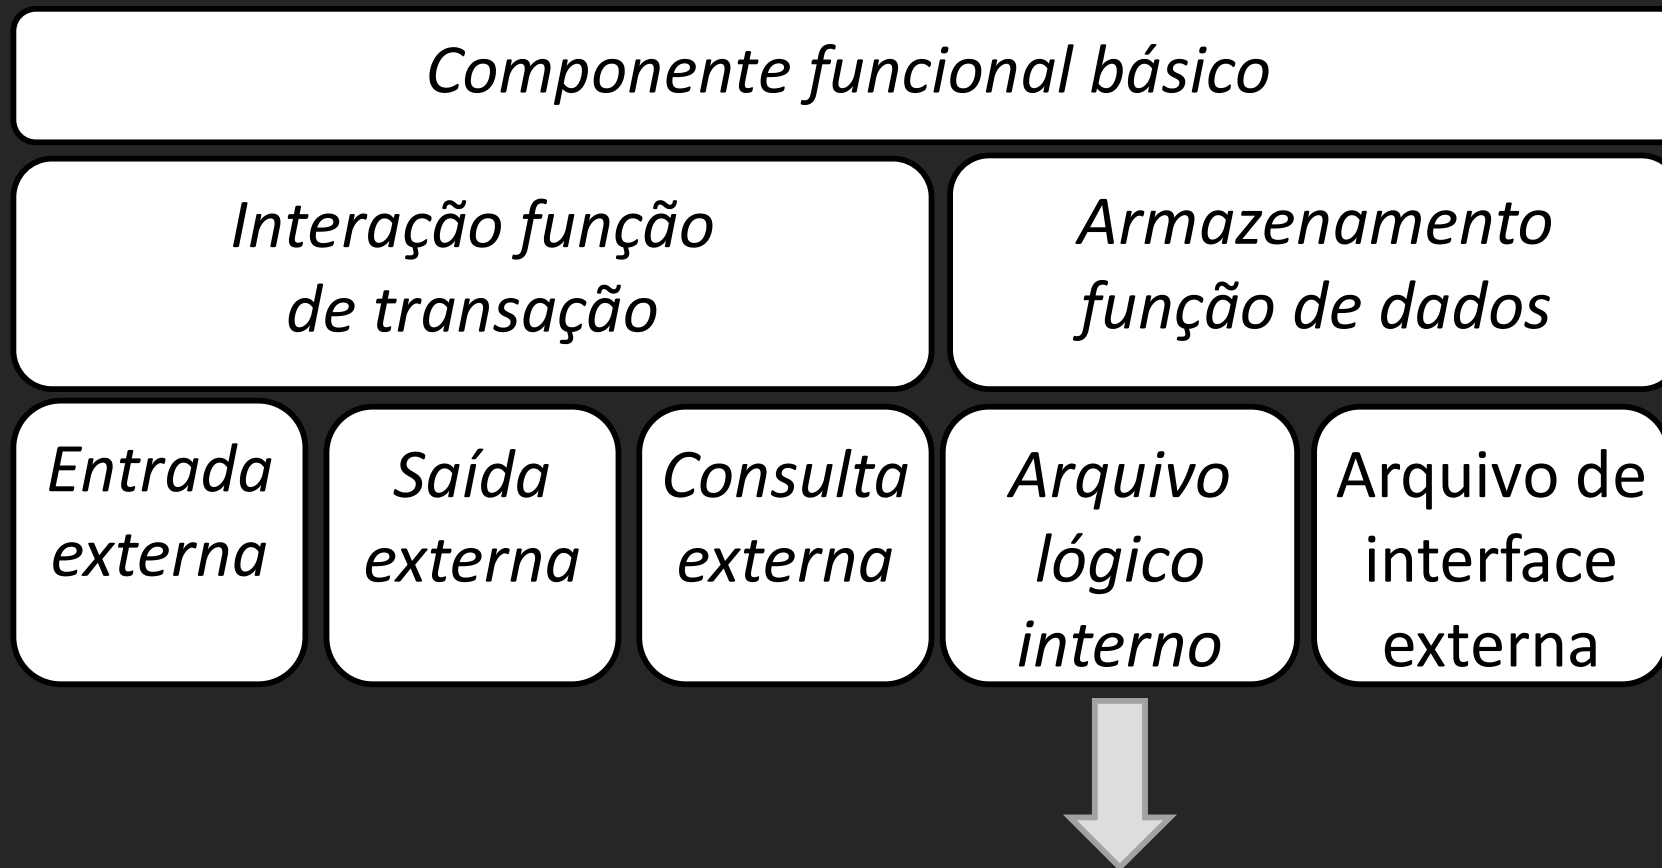 Componente funcional básico
Interação função
de transação
Armazenamento
função de dados
Entrada
externa
Saída
externa
Consulta
externa
Arquivo
lógico
interno
Arquivo de
interface
externa